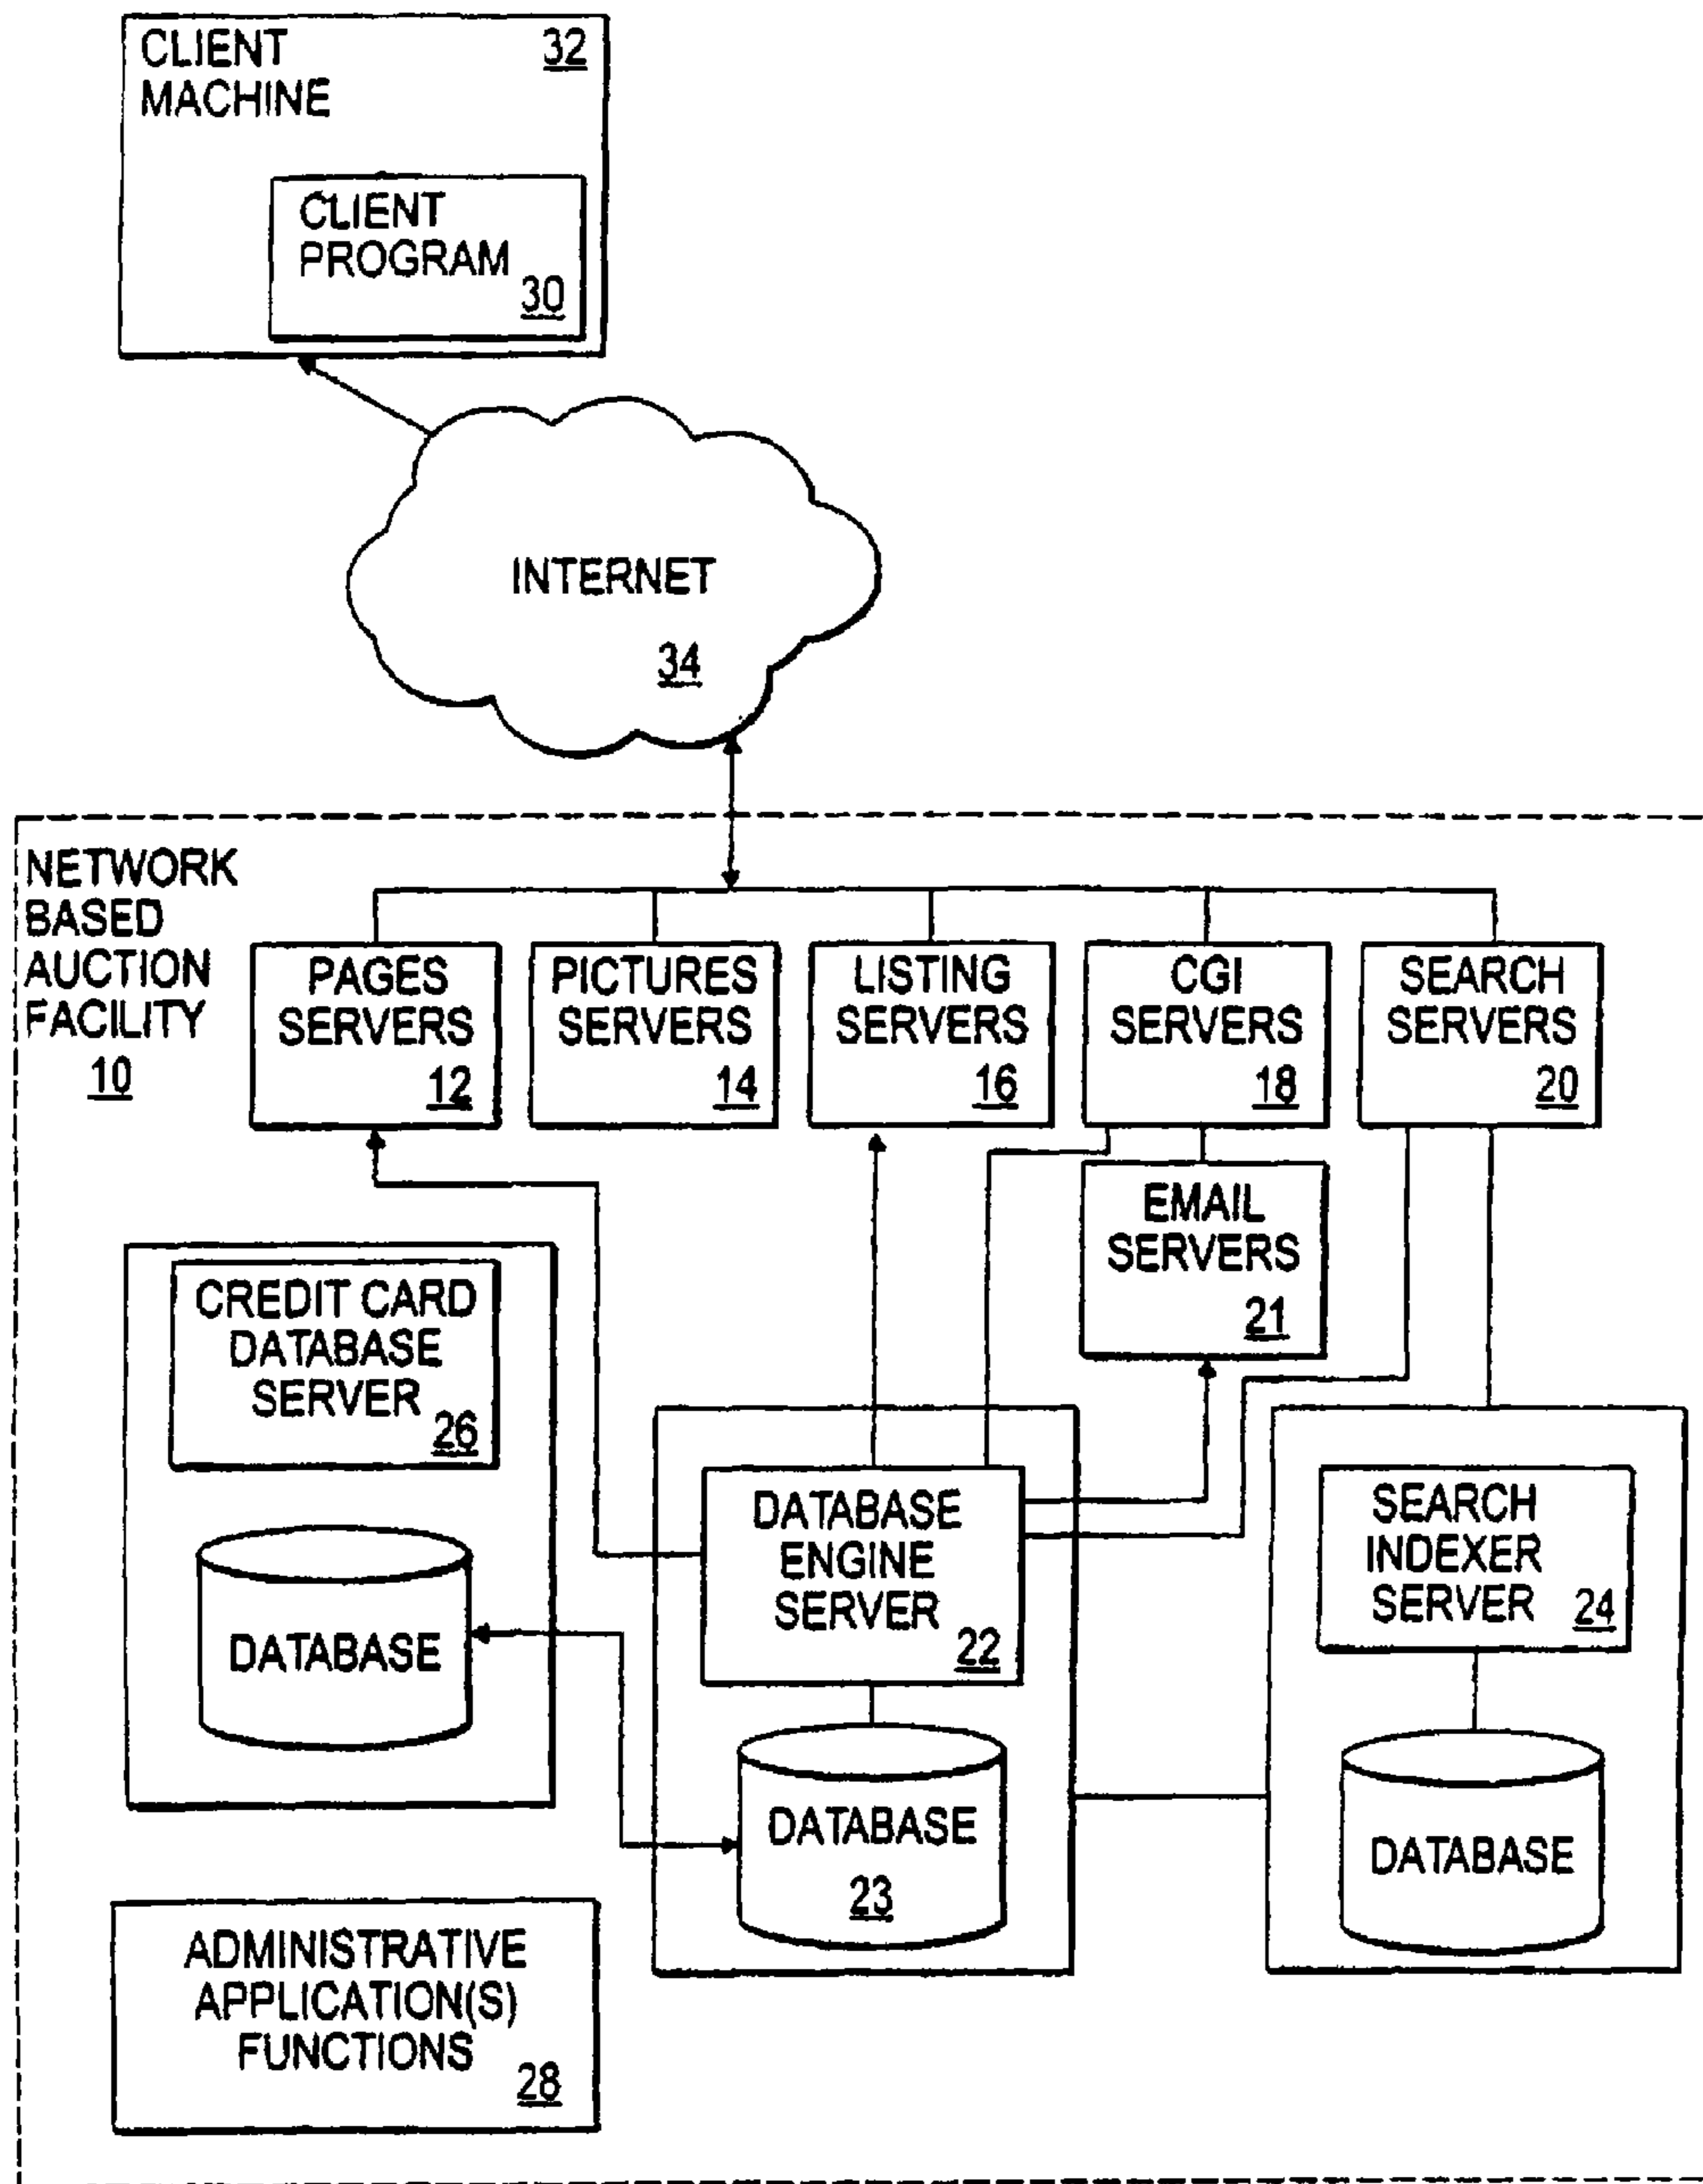 CLIENT
MACHINE
32
CLIENT
PROGRAM
30
INTERNET
34
NETWORK
BASED
AUCTION
FACILITY
10
PAGES
SERVERS
12
PICTURES
SERVERS
14
LISTING
SERVERS
16
CGI
SERVERS
18
SEARCH
SERVERS
20
EMAIL
SERVERS
21
CREDIT CARD
DATABASE
SERVER
26
DATABASE
DATABASE
ENGINE
SERVER
22
DATABASE
23
SEARCH
INDEXER
SERVER
24
DATABASE
ADMINISTRATIVE
APPLICATION(S)
FUNCTIONS
28